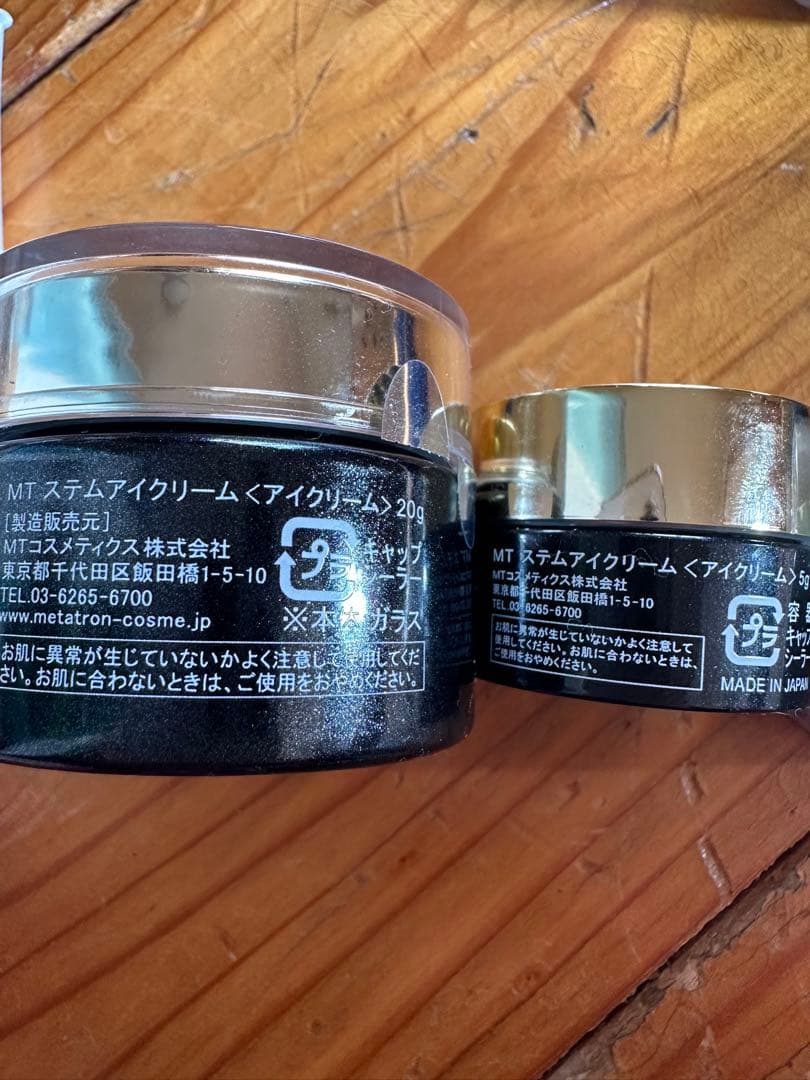 MT ステムアイクリーム〈アイクリーム〉20g
[製造販売元]
MTコスメティクス株式会社
東京都千代田区飯田橋1-5-10
TEL.03-6265-6700
www.metatron-cosme.jp
プラ
キャップ
シーラー
※本体 ガラス
お肌に異常が生じていないかよく注意して使用してくだ
さい。お肌に合わないときは、ご使用をおやめください。
MT ステムアイクリーム〈アイクリーム〉5g
MTコスメティクス株式会社
東京都千代田区飯田橋1-5-10
TEL.03-6265-6700
お肌に異常が生じていないかよく注意して
使用してください。お肌に合わないときは、
ご使用をおやめください。
プラ
容
キャップ
シーラー
MADE IN JAPAN